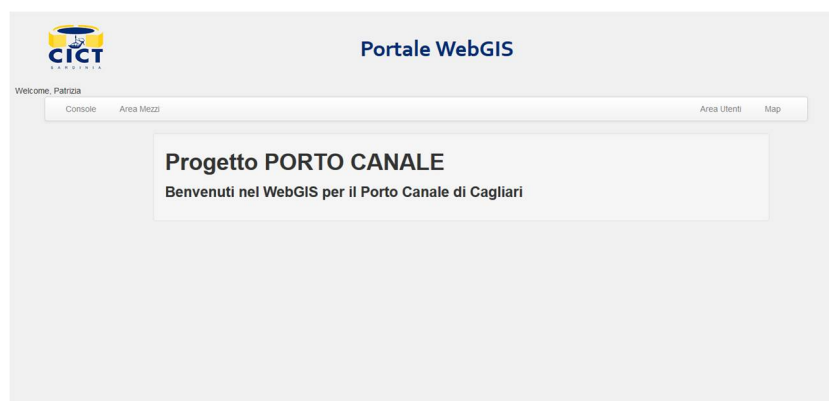 CICT
SARDINIA
Portale WebGIS
Welcome, Patrizia
Console Area Mezzi Area Utenti Map
Progetto PORTO CANALE
Benvenuti nel WebGIS per il Porto Canale di Cagliari